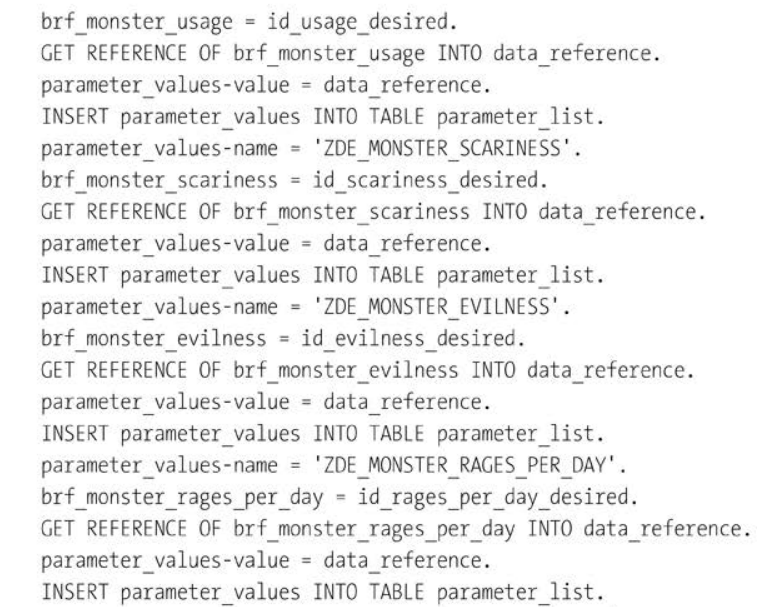 brf_monster_usage = id_usage_desired.
GET REFERENCE OF brf_monster_usage INTO data_reference.
parameter_values-value = data_reference.
INSERT parameter_values INTO TABLE parameter_list.
parameter_values-name = 'ZDE_MONSTER_SCARINESS'.
brf_monster_scariness = id_scariness_desired.
GET REFERENCE OF brf_monster_scariness INTO data_reference.
parameter_values-value = data_reference.
INSERT parameter_values INTO TABLE parameter_list.
parameter_values-name = 'ZDE_MONSTER_EVILNESS'.
brf_monster_evilness = id_evilness_desired.
GET REFERENCE OF brf_monster_evilness INTO data_reference.
parameter_values-value = data_reference.
INSERT parameter_values INTO TABLE parameter_list.
parameter_values-name = 'ZDE_MONSTER_RAGES_PER_DAY'.
brf_monster_rages_per_day = id_rages_per_day_desired.
GET REFERENCE OF brf_monster_rages_per_day INTO data_reference.
parameter_values-value = data_reference.
INSERT parameter_values INTO TABLE parameter_list.